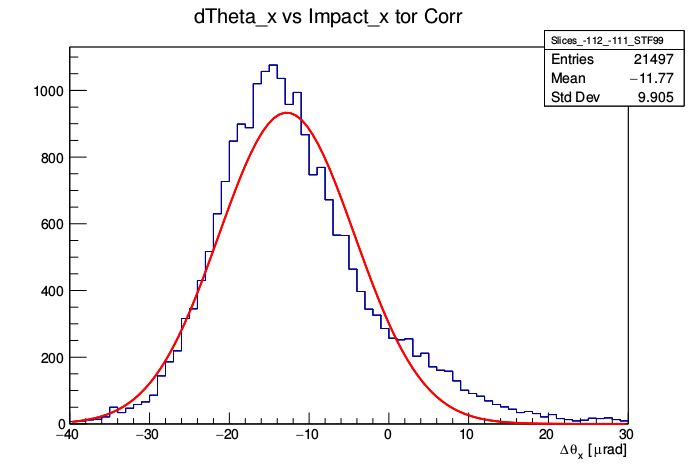 dTheta_x vs Impact_x tor Corr
Slices_-112_-111_STF99
Entries 21497
Mean −11.77
Std Dev 9.905
1000
800
600
400
200
0
−40 −30 −20 −10 0 10 20 30
Δθx [μrad]